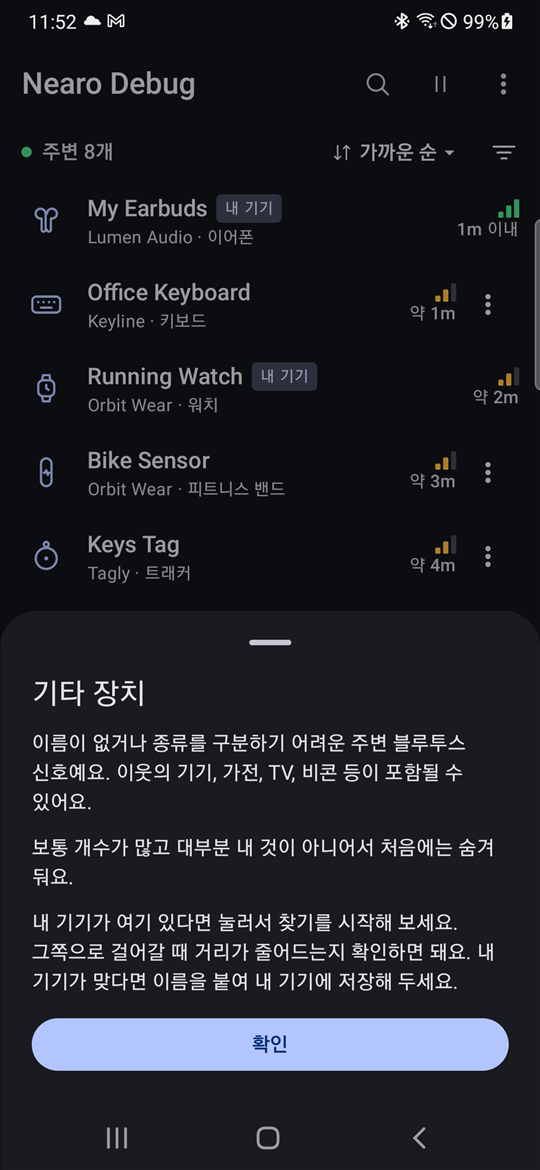 11:52
99%
Nearo Debug
주변 8개
가까운 순
My Earbuds 내 기기
Lumen Audio · 이어폰
1m 이내
Office Keyboard
Keyline · 키보드
약 1m
Running Watch 내 기기
Orbit Wear · 워치
약 2m
Bike Sensor
Orbit Wear · 피트니스 밴드
약 3m
Keys Tag
Tagly · 트래커
약 4m
기타 장치
이름이 없거나 종류를 구분하기 어려운 주변 블루투스
신호예요. 이웃의 기기, 가전, TV, 비콘 등이 포함될 수
있어요.
보통 개수가 많고 대부분 내 것이 아니어서 처음에는 숨겨
둬요.
내 기기가 여기 있다면 눌러서 찾기를 시작해 보세요.
그쪽으로 걸어갈 때 거리가 줄어드는지 확인하면 돼요. 내
기기가 맞다면 이름을 붙여 내 기기에 저장해 두세요.
확인